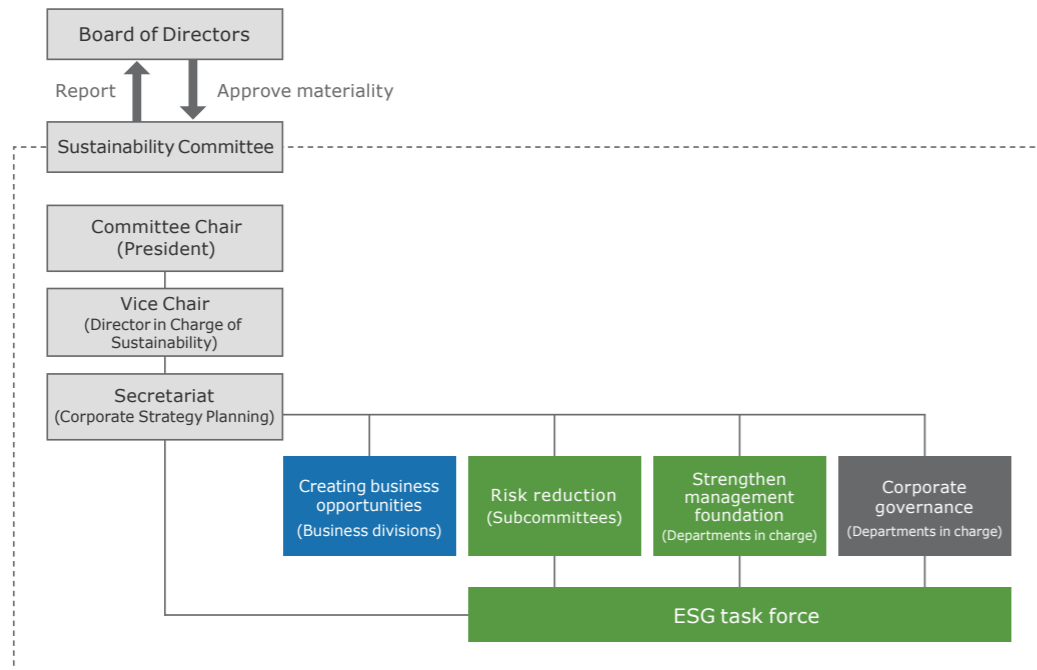 Board of Directors
Report
Approve materiality
Sustainability Committee
Committee Chair
(President)
Vice Chair
(Director in Charge of
Sustainability)
Secretariat
(Corporate Strategy Planning)
Creating business
opportunities
(Business divisions)
Risk reduction
(Subcommittees)
Strengthen
management
foundation
(Departments in charge)
Corporate
governance
(Departments in charge)
ESG task force